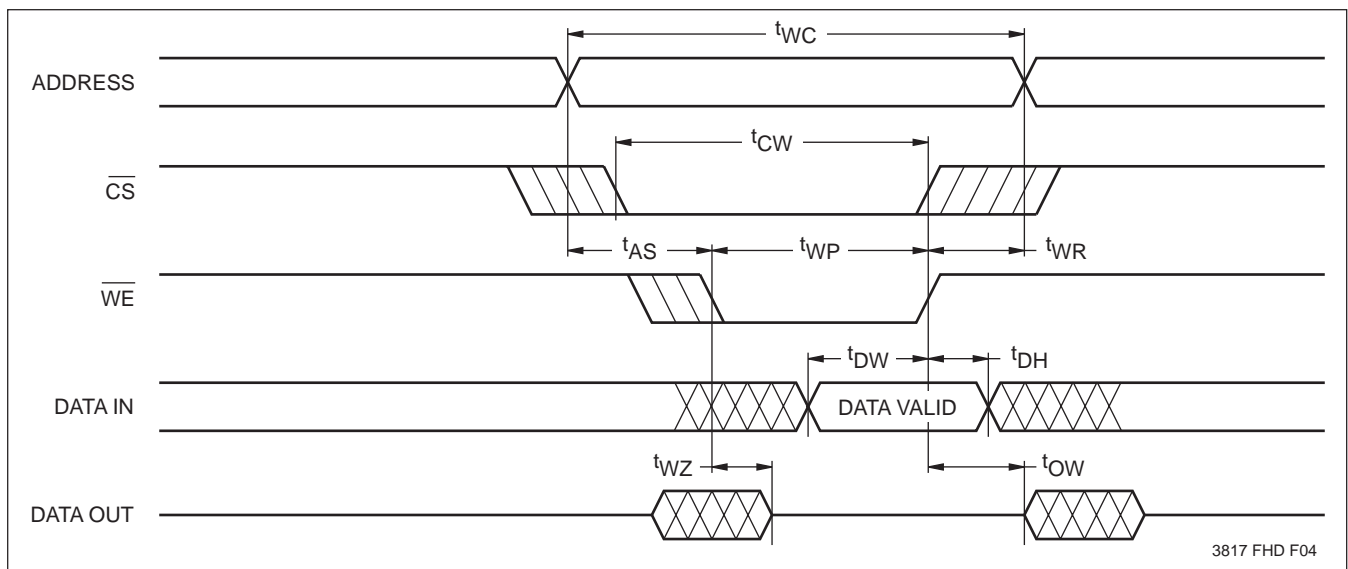 tWC
ADDRESS
tCW
CS
tAS
tWP
tWR
WE
tDW
tDH
DATA IN
DATA VALID
tWZ
tOW
DATA OUT
3817 FHD F04